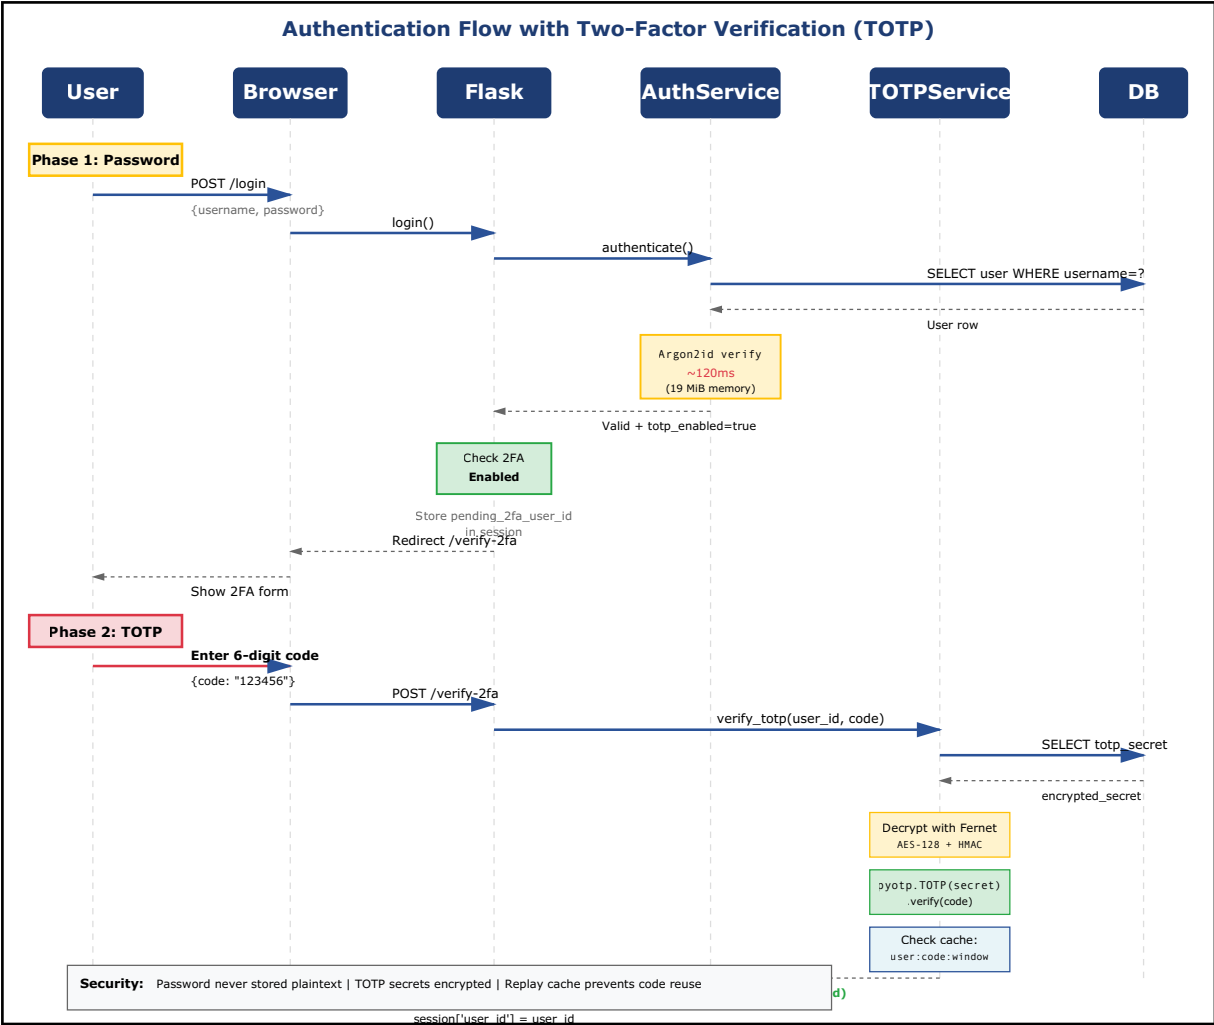 Authentication Flow with Two-Factor Verification (TOTP)
User
Browser
Flask
AuthService
TOTPService
DB
Phase 1: Password
POST /login
{username, password}
login()
authenticate()
SELECT user WHERE username=?
User row
Argon2id verify
~120ms
(19 MiB memory)
Valid + totp_enabled=true
Check 2FA
Enabled
Store pending_2fa_user_id
in session
Redirect /verify-2fa
Show 2FA form
Phase 2: TOTP
Enter 6-digit code
{code: "123456"}
POST /verify-2fa
verify_totp(user_id, code)
SELECT totp_secret
encrypted_secret
Decrypt with Fernet
AES-128 + HMAC
pyotp.TOTP(secret)
.verify(code)
Check cache:
user:code:window
Security: Password never stored plaintext | TOTP secrets encrypted | Replay cache prevents code reuse
d)
session['user_id'] = user_id